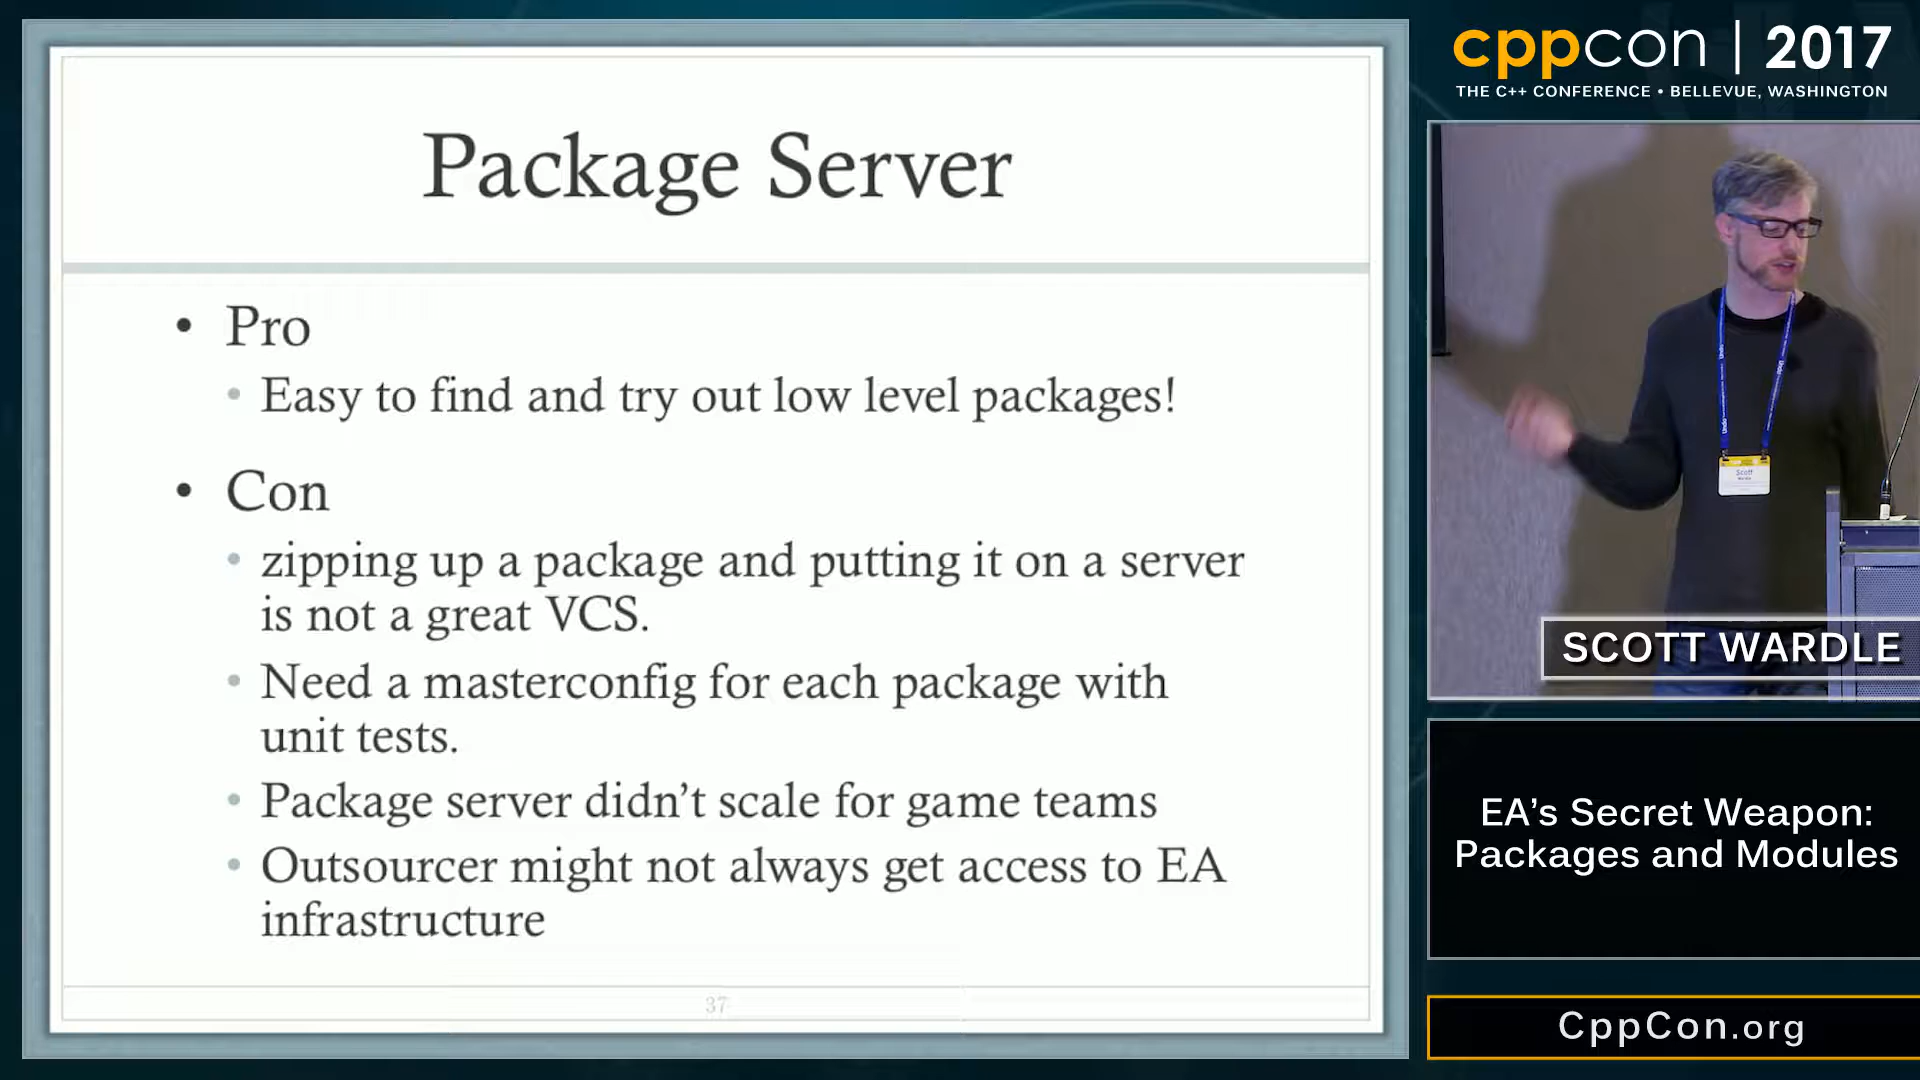 Package Server
• Pro
• Easy to find and try out low level packages!
• Con
• zipping up a package and putting it on a server
is not a great VCS.
• Need a masterconfig for each package with
unit tests.
• Package server didn’t scale for game teams
• Outsourcer might not always get access to EA
infrastructure
37
cppcon | 2017
THE C++ CONFERENCE • BELLEVUE, WASHINGTON
Scott
SCOTT WARDLE
EA’s Secret Weapon:
Packages and Modules
CppCon.org